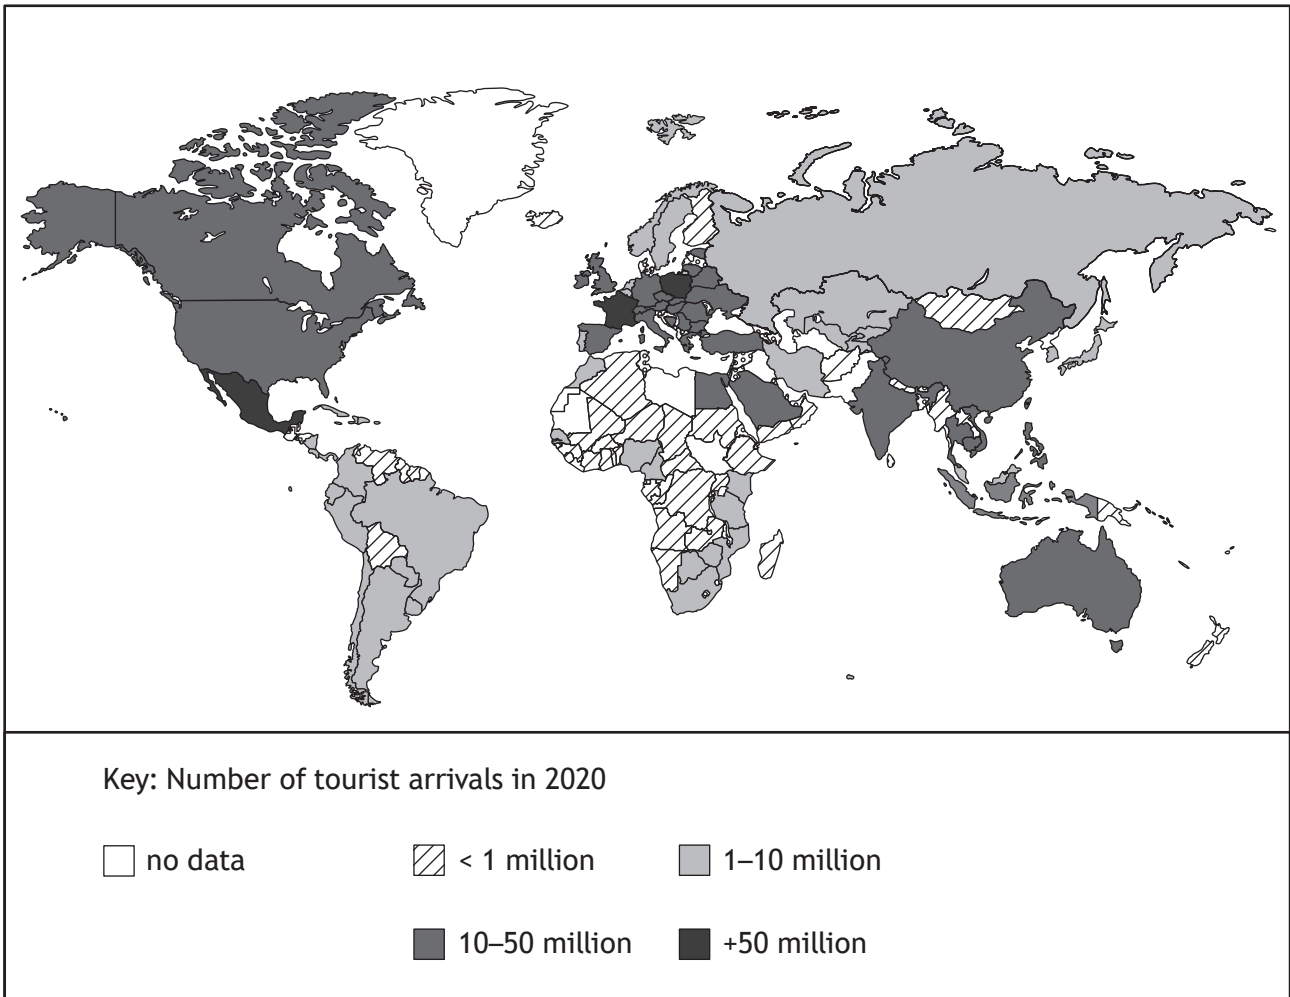 Key: Number of tourist arrivals in 2020
no data
< 1 million
1–10 million
10–50 million
+50 million